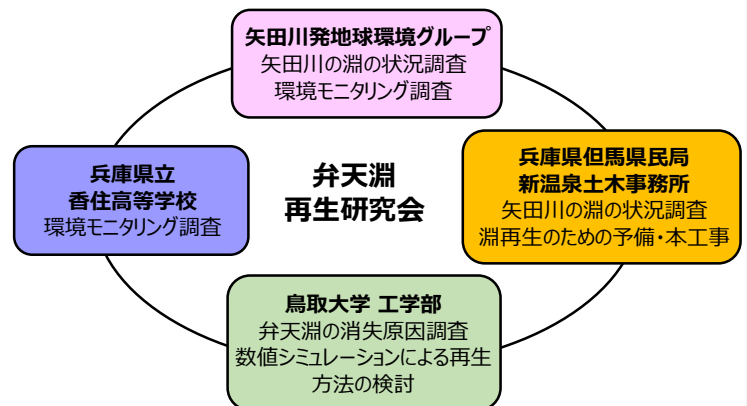 矢田川発地球環境グループ
矢田川の淵の状況調査
環境モニタリング調査
兵庫県立
香住高等学校
環境モニタリング調査
弁天淵
再生研究会
兵庫県但馬県民局
新温泉土木事務所
矢田川の淵の状況調査
淵再生のための予備・本工事
鳥取大学 工学部
弁天淵の消失原因調査
数値シミュレーションによる再生
方法の検討